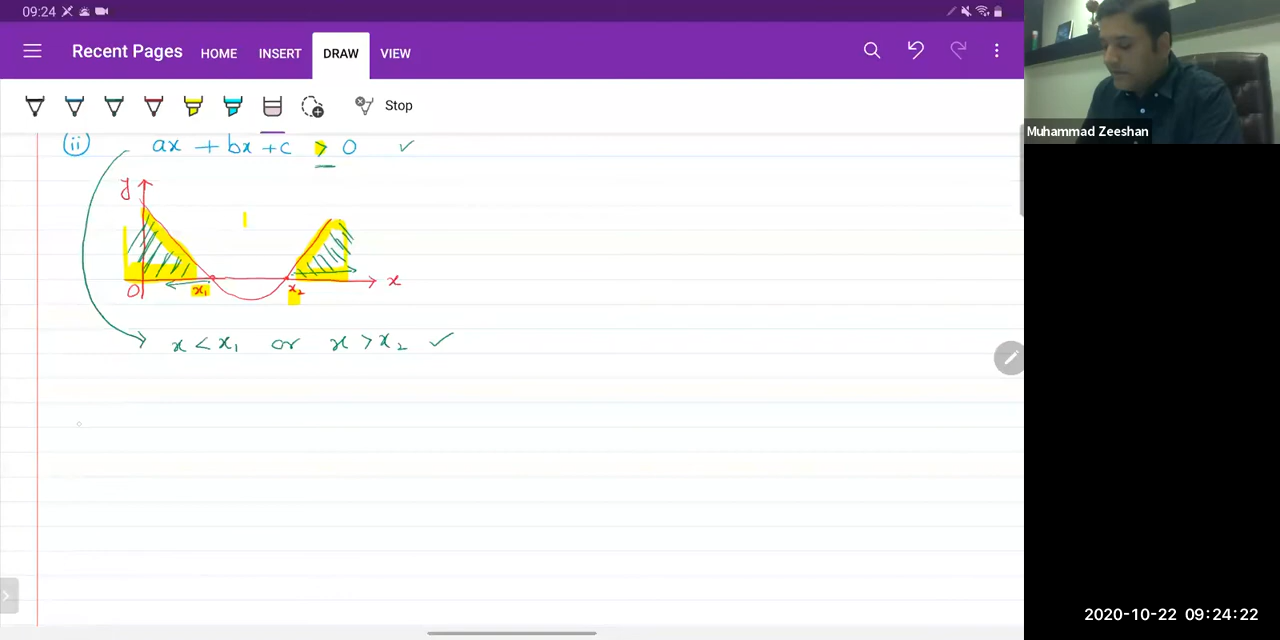 09:24
Recent Pages HOME INSERT DRAW VIEW
Stop
Muhammad Zeeshan
(ii) ax + bx + c > 0 ✓
y
O x₁ x₂ x
x < x₁ or x > x₂ ✓
2020-10-22 09:24:22